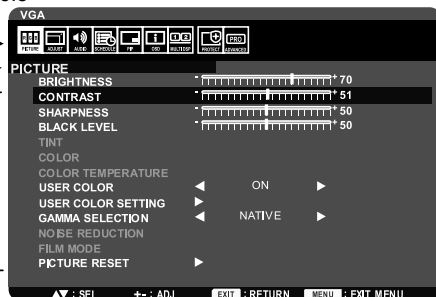 VGA
PICTURE ADJUST AUDIO SCHEDULE PIP OSD MULTIDSP PROTECT PRO ADVANCED
PICTURE
BRIGHTNESS - + 70
CONTRAST - + 51
SHARPNESS - + 50
BLACK LEVEL - + 50
TINT
COLOR
COLOR TEMPERATURE
USER COLOR ◀ ON ▶
USER COLOR SETTING ▶
GAMMA SELECTION ◀ NATIVE ▶
NOISE REDUCTION
FILM MODE
PICTURE RESET ▶
▲▼ : SEL +- : ADJ EXIT : RETURN MENU : EXIT MENU